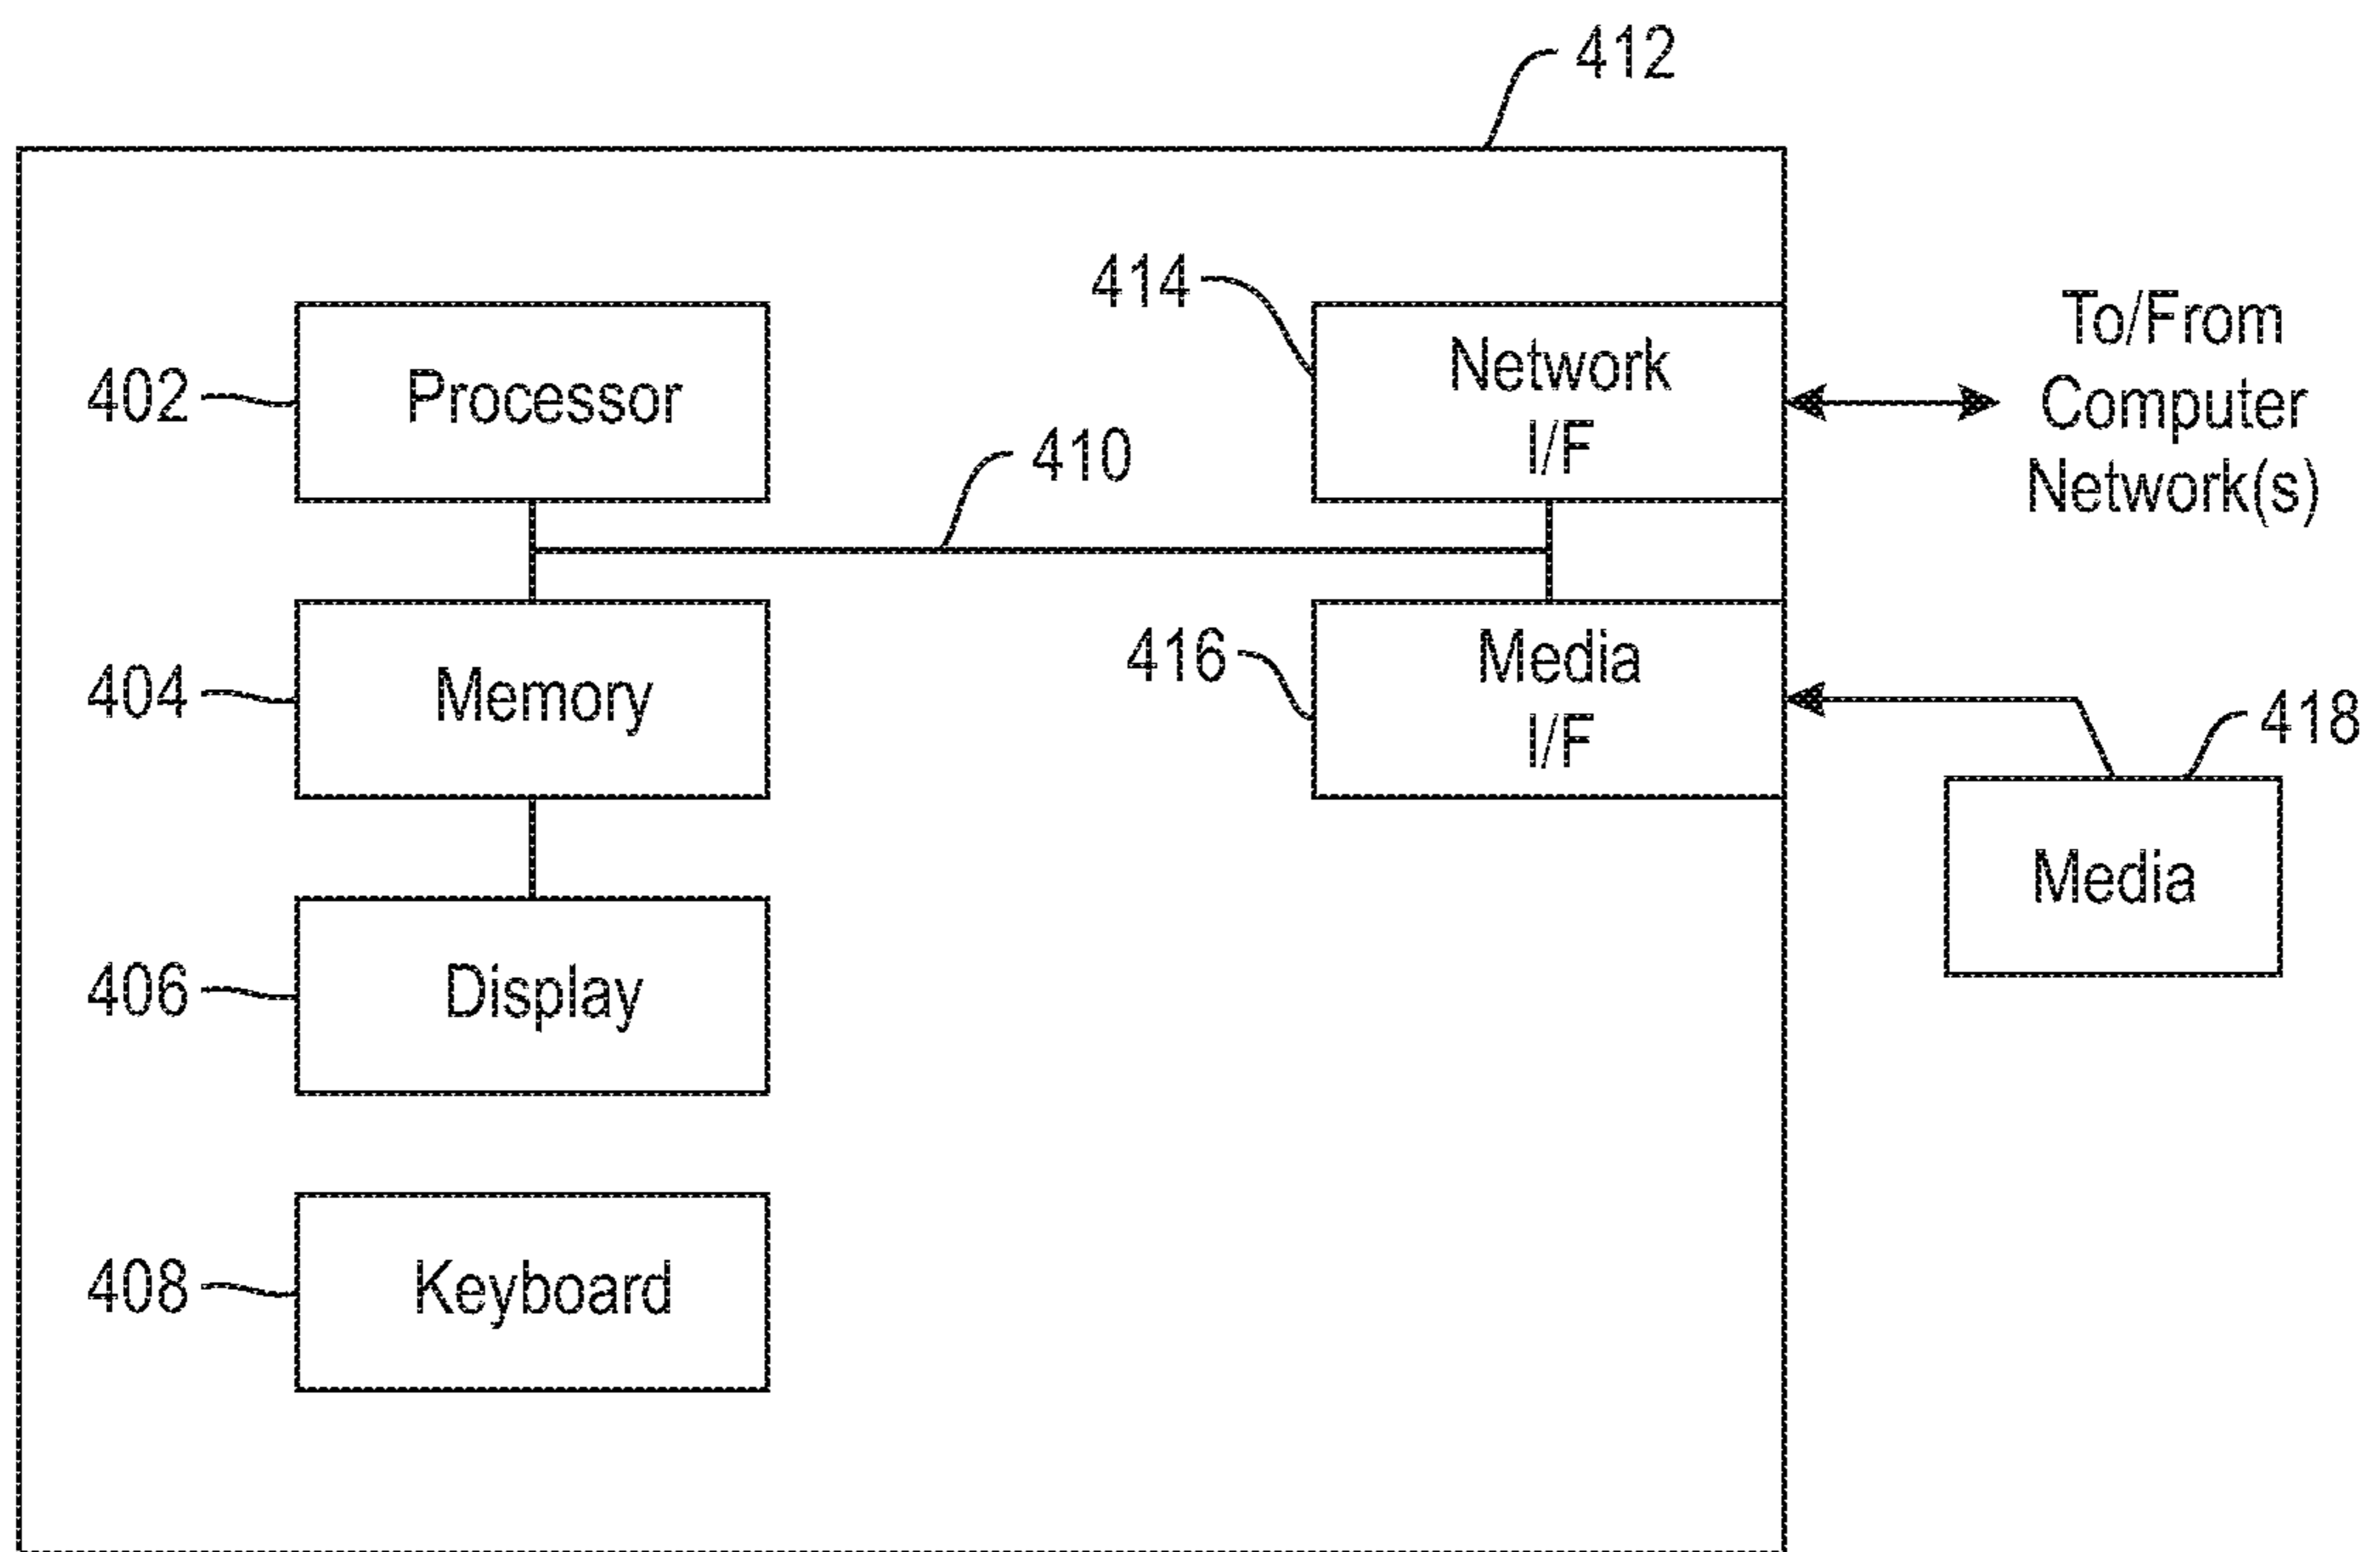 412
414
Network
I/F
To/From
Computer
Network(s)
402
Processor
410
404
Memory
416
Media
I/F
418
Media
406
Display
408
Keyboard